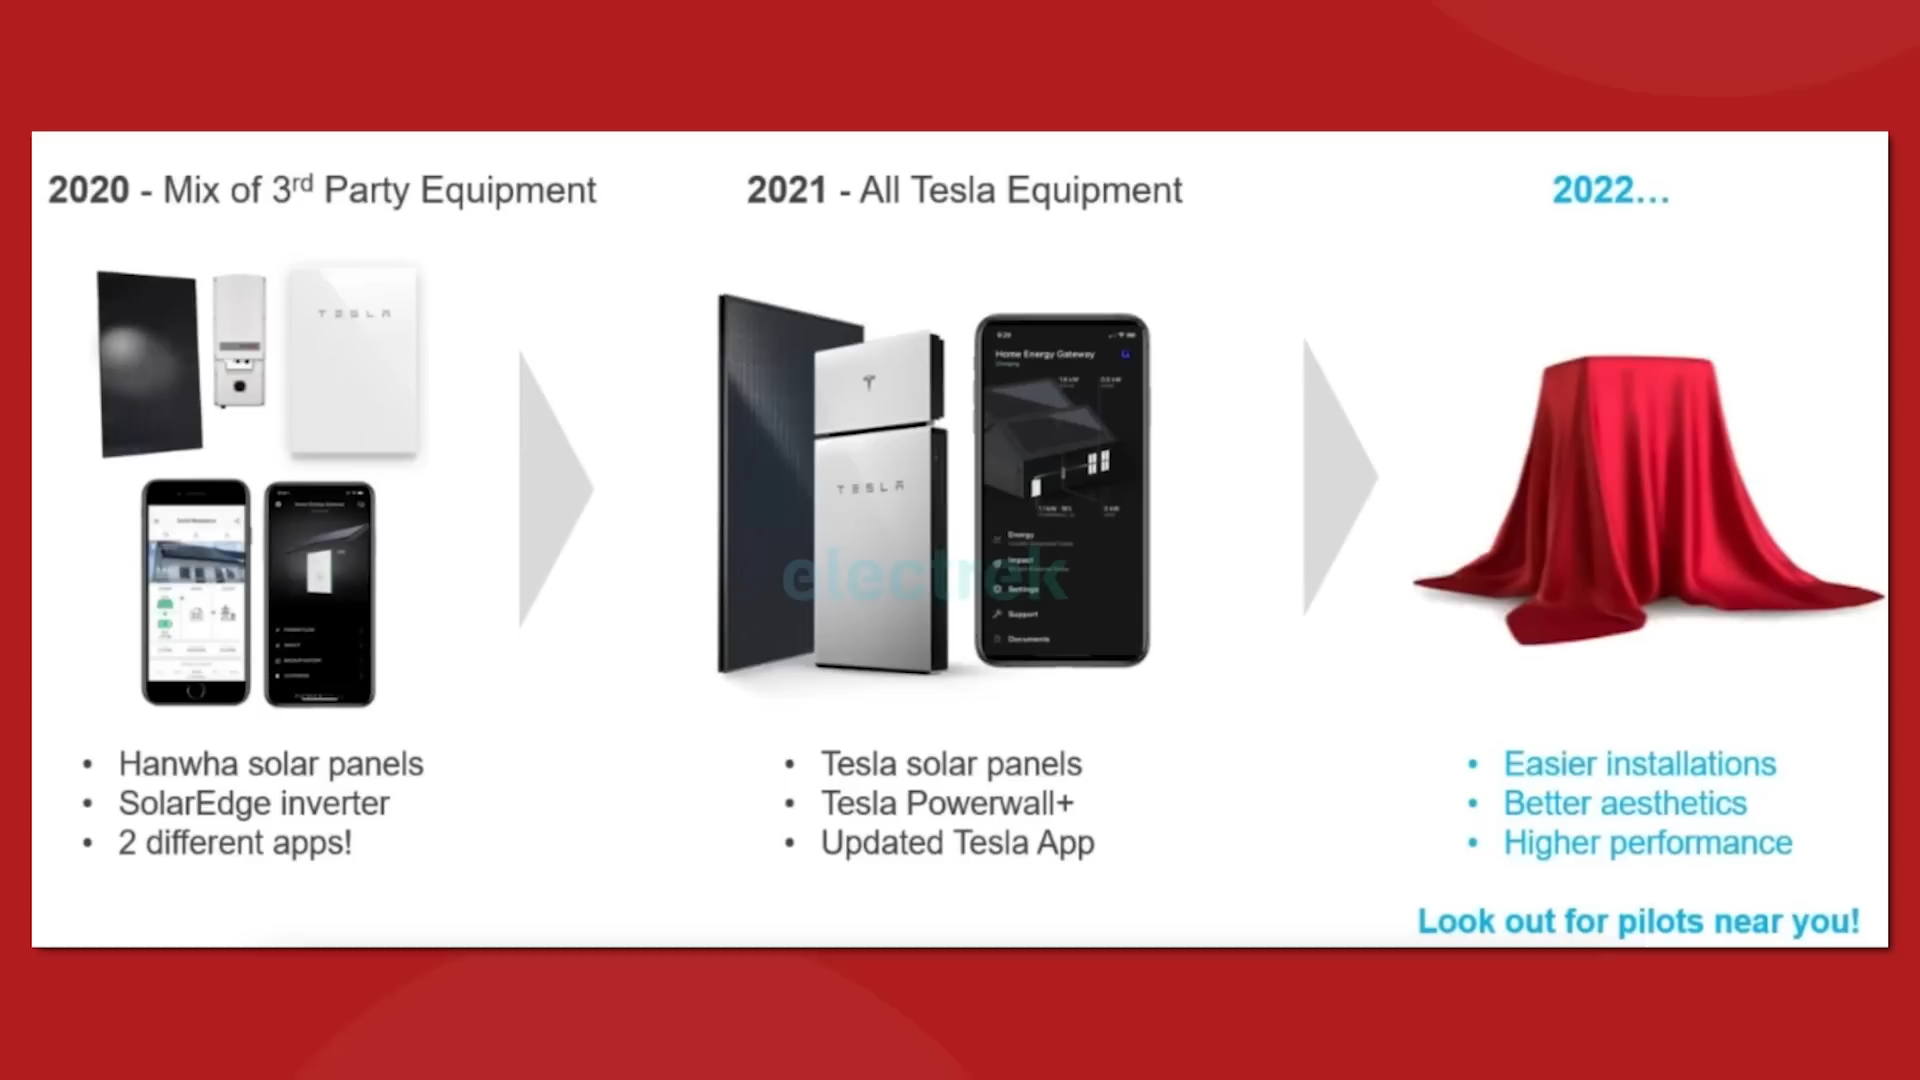 2020 - Mix of 3rd Party Equipment
TESLA
Hanwha solar panels
SolarEdge inverter
2 different apps!
2021 - All Tesla Equipment
TESLA
Home Energy Gateway
Charging
Energy
Impact
Settings
Support
Documents
electrek
Tesla solar panels
Tesla Powerwall+
Updated Tesla App
2022...
Easier installations
Better aesthetics
Higher performance
Look out for pilots near you!